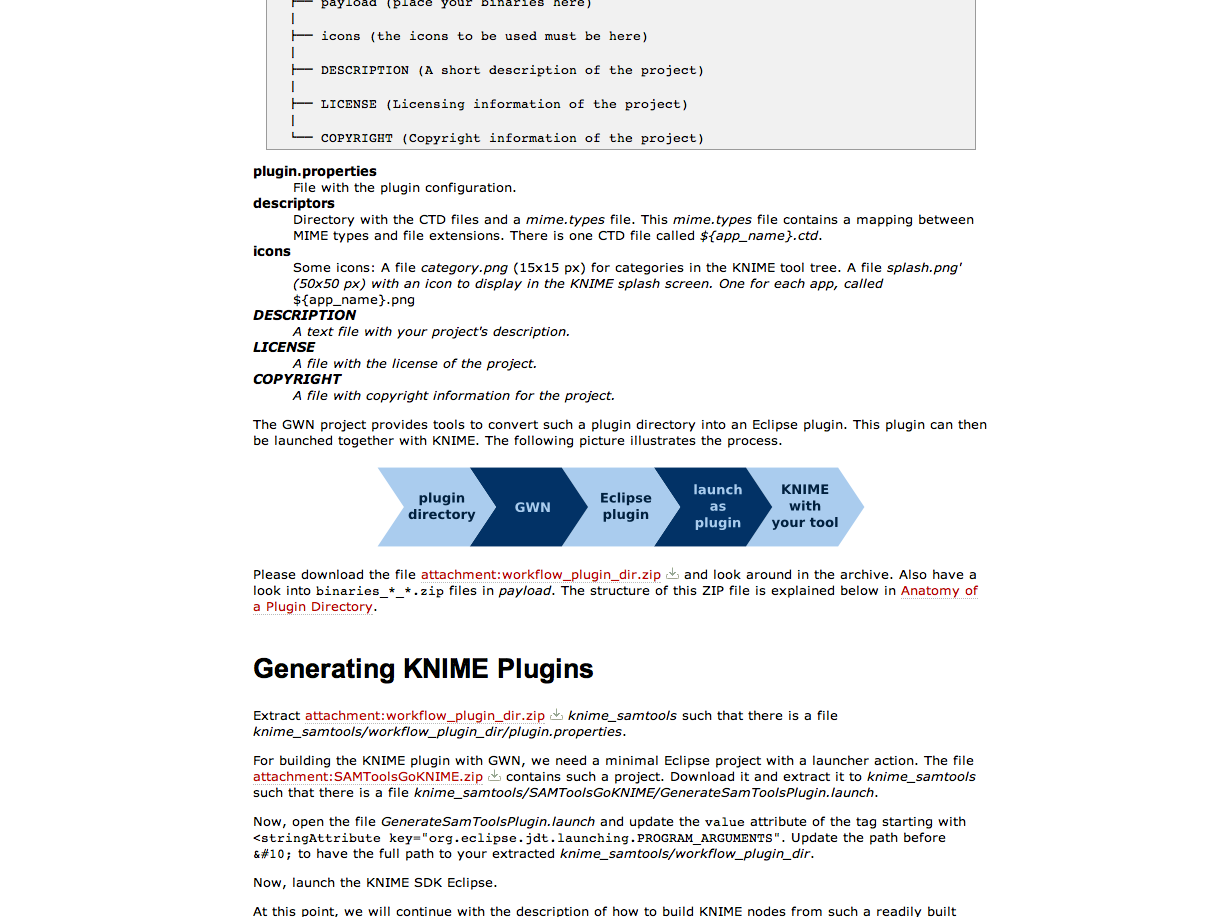 ├── payload (place your binaries here)
|
├── icons (the icons to be used must be here)
|
├── DESCRIPTION (A short description of the project)
|
├── LICENSE (Licensing information of the project)
|
└── COPYRIGHT (Copyright information of the project)
plugin.properties
File with the plugin configuration.
descriptors
Directory with the CTD files and a mime.types file. This mime.types file contains a mapping between
MIME types and file extensions. There is one CTD file called ${app_name}.ctd.
icons
Some icons: A file category.png (15x15 px) for categories in the KNIME tool tree. A file splash.png'
(50x50 px) with an icon to display in the KNIME splash screen. One for each app, called
${app_name}.png
DESCRIPTION
A text file with your project's description.
LICENSE
A file with the license of the project.
COPYRIGHT
A file with copyright information for the project.
The GWN project provides tools to convert such a plugin directory into an Eclipse plugin. This plugin can then
be launched together with KNIME. The following picture illustrates the process.
plugin
directory
GWN
Eclipse
plugin
launch
as
plugin
KNIME
with
your tool
Please download the file attachment:workflow_plugin_dir.zip and look around in the archive. Also have a
look into binaries_*_*.zip files in payload. The structure of this ZIP file is explained below in Anatomy of
a Plugin Directory.
Generating KNIME Plugins
Extract attachment:workflow_plugin_dir.zip knime_samtools such that there is a file
knime_samtools/workflow_plugin_dir/plugin.properties.
For building the KNIME plugin with GWN, we need a minimal Eclipse project with a launcher action. The file
attachment:SAMToolsGoKNIME.zip contains such a project. Download it and extract it to knime_samtools
such that there is a file knime_samtools/SAMToolsGoKNIME/GenerateSamToolsPlugin.launch.
Now, open the file GenerateSamToolsPlugin.launch and update the value attribute of the tag starting with
<stringAttribute key="org.eclipse.jdt.launching.PROGRAM_ARGUMENTS". Update the path before
&#10; to have the full path to your extracted knime_samtools/workflow_plugin_dir.
Now, launch the KNIME SDK Eclipse.
At this point, we will continue with the description of how to build KNIME nodes from such a readily built